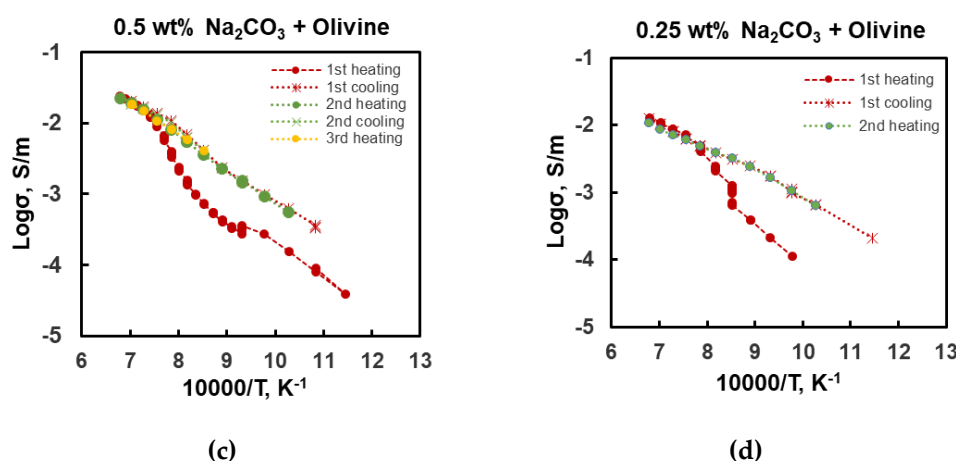 0.5 wt% Na₂CO₃ + Olivine
-1
-2
-3
-4
-5
Logσ, S/m
1st heating
1st cooling
2nd heating
2nd cooling
3rd heating
6 7 8 9 10 11 12 13
10000/T, K⁻¹
(c)
0.25 wt% Na₂CO₃ + Olivine
-1
-2
-3
-4
-5
Logσ, S/m
1st heating
1st cooling
2nd heating
6 7 8 9 10 11 12 13
10000/T, K⁻¹
(d)